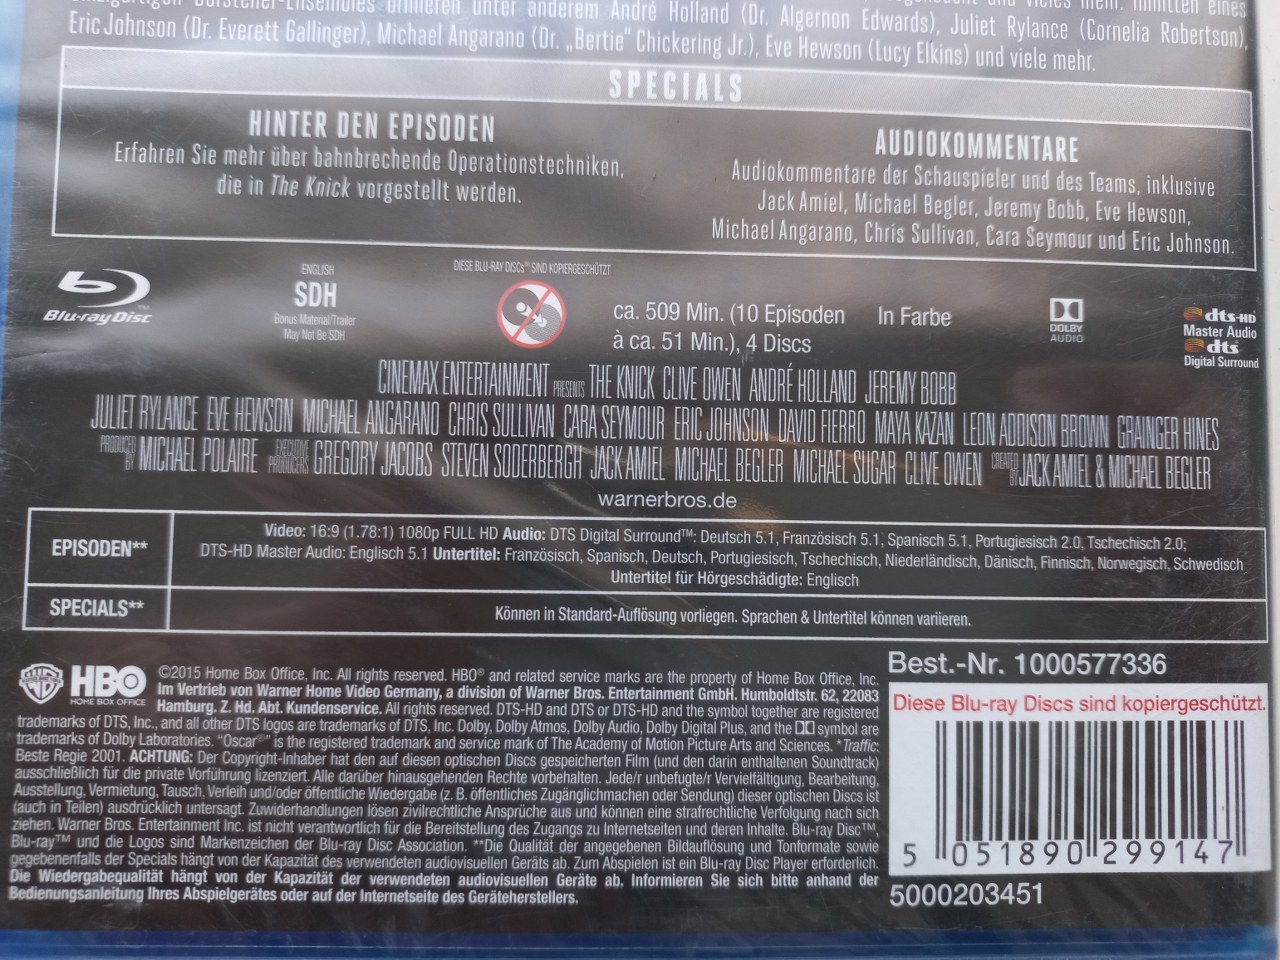 Darsteller-Ensembles brillieren unter anderem André Holland (Dr. Algernon Edwards), Juliet Rylance (Cornelia Robertson),
Eric Johnson (Dr. Everett Gallinger), Michael Angarano (Dr. „Bertie" Chickering Jr.), Eve Hewson (Lucy Elkins) und viele mehr.
SPECIALS
HINTER DEN EPISODEN
Erfahren Sie mehr über bahnbrechende Operationstechniken,
die in The Knick vorgestellt werden.
AUDIOKOMMENTARE
Audiokommentare der Schauspieler und des Teams, inklusive
Jack Amiel, Michael Begler, Jeremy Bobb, Eve Hewson,
Michael Angarano, Chris Sullivan, Cara Seymour und Eric Johnson.
Blu-ray Disc™
ENGLISH
SDH
Bonus Material/Trailer
May Not Be SDH
DIESE BLU-RAY DISCs™ SIND KOPIERGESCHÜTZT
ca. 509 Min. (10 Episoden
à ca. 51 Min.), 4 Discs
In Farbe
DOLBY
AUDIO
dts-HD
Master Audio
dts
Digital Surround
CINEMAX ENTERTAINMENT PRESENTS THE KNICK CLIVE OWEN ANDRÉ HOLLAND JEREMY BOBB
JULIET RYLANCE EVE HEWSON MICHAEL ANGARANO CHRIS SULLIVAN CARA SEYMOUR ERIC JOHNSON DAVID FIERRO MAYA KAZAN LEON ADDISON BROWN GRAINGER HINES
PRODUCED BY MICHAEL POLAIRE EXECUTIVE PRODUCERS GREGORY JACOBS STEVEN SODERBERGH JACK AMIEL MICHAEL BEGLER MICHAEL SUGAR CLIVE OWEN CREATED BY JACK AMIEL & MICHAEL BEGLER
warnerbros.de
EPISODEN**
Video: 16:9 (1.78:1) 1080p FULL HD Audio: DTS Digital Surround™: Deutsch 5.1, Französisch 5.1, Spanisch 5.1, Portugiesisch 2.0, Tschechisch 2.0;
DTS-HD Master Audio: Englisch 5.1 Untertitel: Französisch, Spanisch, Deutsch, Portugiesisch, Tschechisch, Niederländisch, Dänisch, Finnisch, Norwegisch, Schwedisch
Untertitel für Hörgeschädigte: Englisch
SPECIALS**
Können in Standard-Auflösung vorliegen. Sprachen & Untertitel können variieren.
HBO
HOME BOX OFFICE
©2015 Home Box Office, Inc. All rights reserved. HBO® and related service marks are the property of Home Box Office, Inc.
Im Vertrieb von Warner Home Video Germany, a division of Warner Bros. Entertainment GmbH. Humboldtstr. 62, 22083
Hamburg. Z. Hd. Abt. Kundenservice. All rights reserved. DTS-HD and DTS or DTS-HD and the symbol together are registered
trademarks of DTS, Inc., and all other DTS logos are trademarks of DTS, Inc. Dolby, Dolby Atmos, Dolby Audio, Dolby Digital Plus, and the symbol are
trademarks of Dolby Laboratories. "Oscar®" is the registered trademark and service mark of The Academy of Motion Picture Arts and Sciences. *Traffic:
Beste Regie 2001. ACHTUNG: Der Copyright-Inhaber hat den auf diesen optischen Discs gespeicherten Film (und den darin enthaltenen Soundtrack)
ausschließlich für die private Vorführung lizenziert. Alle darüber hinausgehenden Rechte vorbehalten. Jede/r unbefugte/r Vervielfältigung, Bearbeitung,
Ausstellung, Vermietung, Tausch, Verleih und/oder öffentliche Wiedergabe (z. B. öffentliches Zugänglichmachen oder Sendung) dieser optischen Discs ist
(auch in Teilen) ausdrücklich untersagt. Zuwiderhandlungen lösen zivilrechtliche Ansprüche aus und können eine strafrechtliche Verfolgung nach sich
ziehen. Warner Bros. Entertainment Inc. ist nicht verantwortlich für die Bereitstellung des Zugangs zu Internetseiten und deren Inhalte. Blu-ray Disc™,
Blu-ray™ und die Logos sind Markenzeichen der Blu-ray Disc Association. **Die Qualität der angegebenen Bildauflösung und Tonformate sowie
gegebenenfalls der Specials hängt von der Kapazität des verwendeten audiovisuellen Geräts ab. Zum Abspielen ist ein Blu-ray Disc Player erforderlich.
Die Wiedergabequalität hängt von der Kapazität der verwendeten audiovisuellen Geräte ab. Informieren Sie sich bitte anhand der
Bedienungsanleitung Ihres Abspielgerätes oder auf der Internetseite des Geräteherstellers.
Best.-Nr. 1000577336
Diese Blu-ray Discs sind kopiergeschützt.
5 051890 299147
5000203451